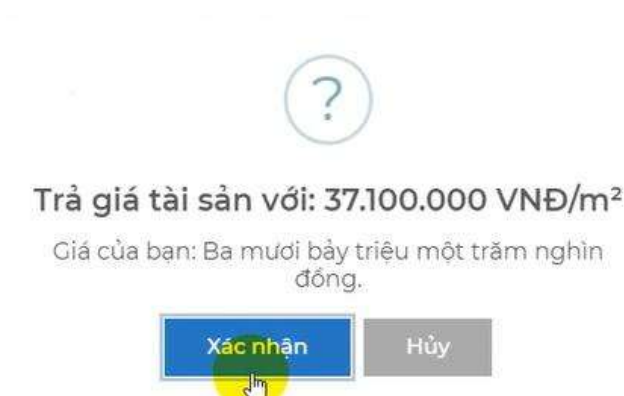 ?
Trả giá tài sản với: 37.100.000 VNĐ/m²
Giá của bạn: Ba mươi bảy triệu một trăm nghìn
đồng.
Xác nhận
Hủy